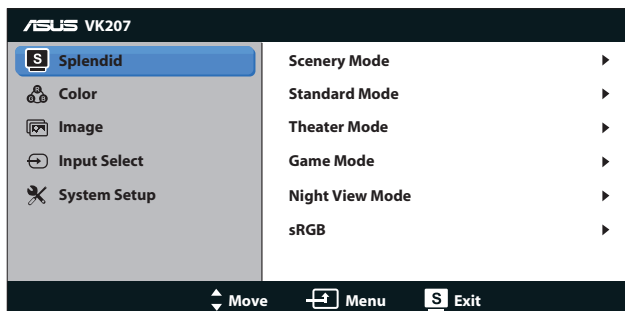 ASUS VK207
S Splendid
Color
Image
Input Select
System Setup
Scenery Mode
Standard Mode
Theater Mode
Game Mode
Night View Mode
sRGB
Move Menu S Exit